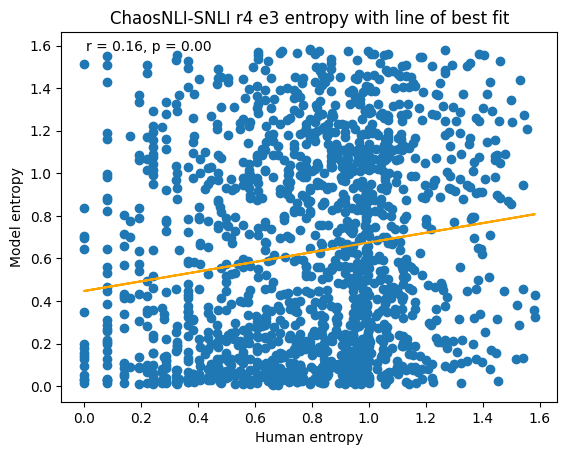 ChaosNLI-SNLI r4 e3 entropy with line of best fit
r = 0.16, p = 0.00
Model entropy
1.6
1.4
1.2
1.0
0.8
0.6
0.4
0.2
0.0
0.0 0.2 0.4 0.6 0.8 1.0 1.2 1.4 1.6
Human entropy